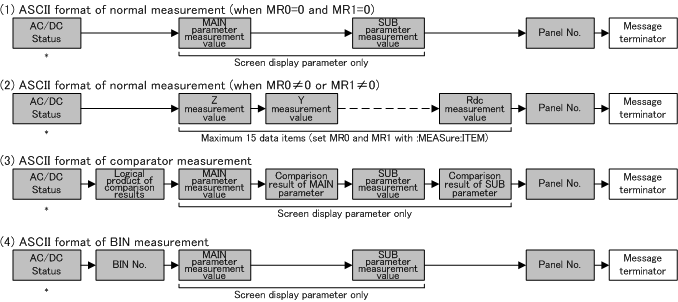 (1) ASCII format of normal measurement (when MR0=0 and MR1=0)
AC/DC
Status
*
MAIN
parameter
measurement
value
SUB
parameter
measurement
value
Panel No.
Message
terminator
Screen display parameter only
(2) ASCII format of normal measurement (when MR0≠0 or MR1≠0)
AC/DC
Status
*
Z
measurement
value
Y
measurement
value
Rdc
measurement
value
Panel No.
Message
terminator
Maximum 15 data items (set MR0 and MR1 with :MEASure:ITEM)
(3) ASCII format of comparator measurement
AC/DC
Status
*
Logical
product of
comparison
results
MAIN
parameter
measurement
value
Comparison
result of MAIN
parameter
SUB
parameter
measurement
value
Comparison
result of SUB
parameter
Panel No.
Message
terminator
Screen display parameter only
(4) ASCII format of BIN measurement
AC/DC
Status
*
BIN No.
MAIN
parameter
measurement
value
SUB
parameter
measurement
value
Panel No.
Message
terminator
Screen display parameter only